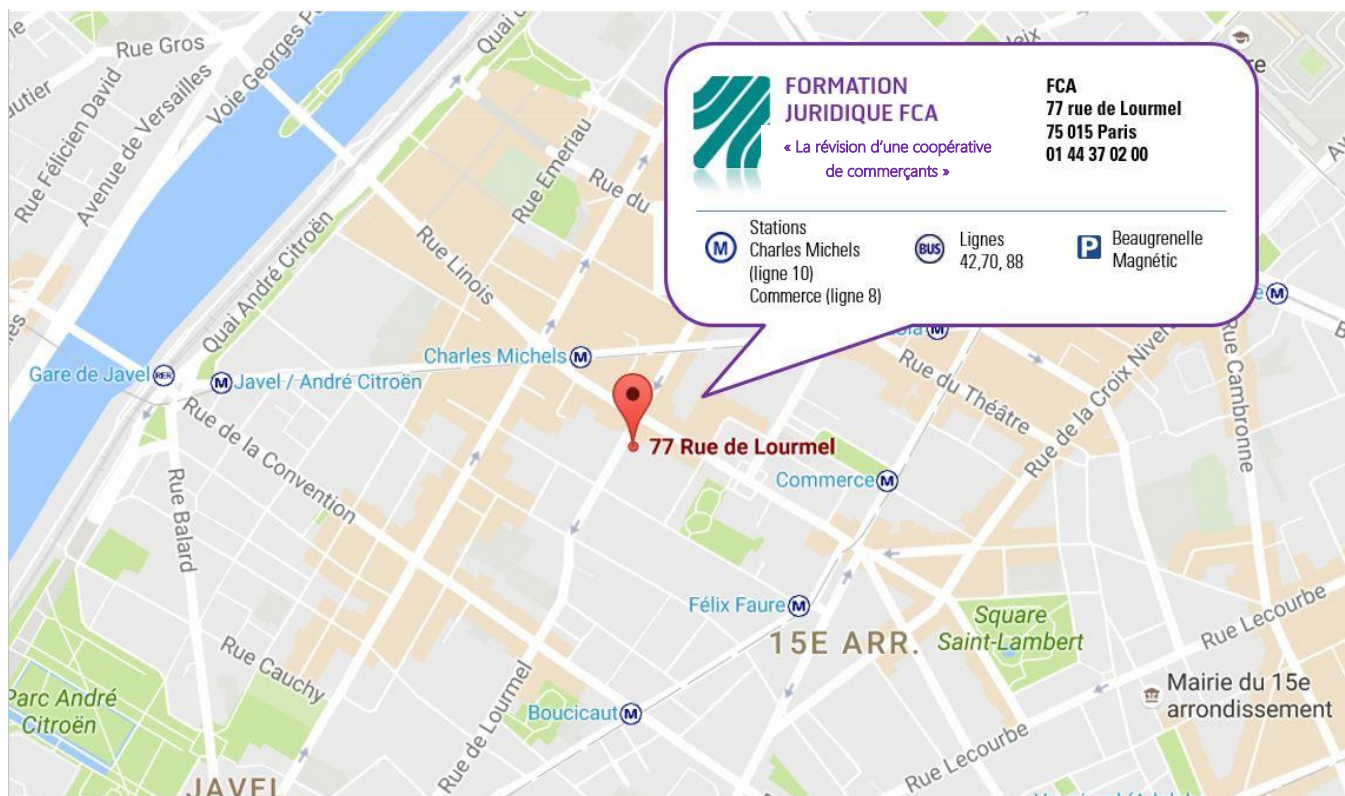 Rue Gros
Rue Félicien David
Avenue de Versailles
Voie Georges
Quai André Citroën
Rue Emeriau
Rue du
Rue Linois
FORMATION
JURIDIQUE FCA
« La révision d'une coopérative
de commerçants »
FCA
77 rue de Lourmel
75 015 Paris
01 44 37 02 00
M
Stations
Charles Michels
(ligne 10)
Commerce (ligne 8)
BUS
Lignes
42,70, 88
P
Beaugrenelle
Magnétic
Charles Michels M
Gare de Javel RER
M Javel / André Citroën
77 Rue de Lourmel
Rue du Théâtre
Rue de la Croix Niver
Rue Cambronne
Rue de la Convention
Rue Balard
Commerce M
Félix Faure M
15E ARR.
Square
Saint-Lambert
Rue Lecourbe
Rue Cauchy
Rue de Lourmel
Boucicaut M
Parc André
Citroën
Mairie du 15e
arrondissement
Rue Lecourbe
JAVEL